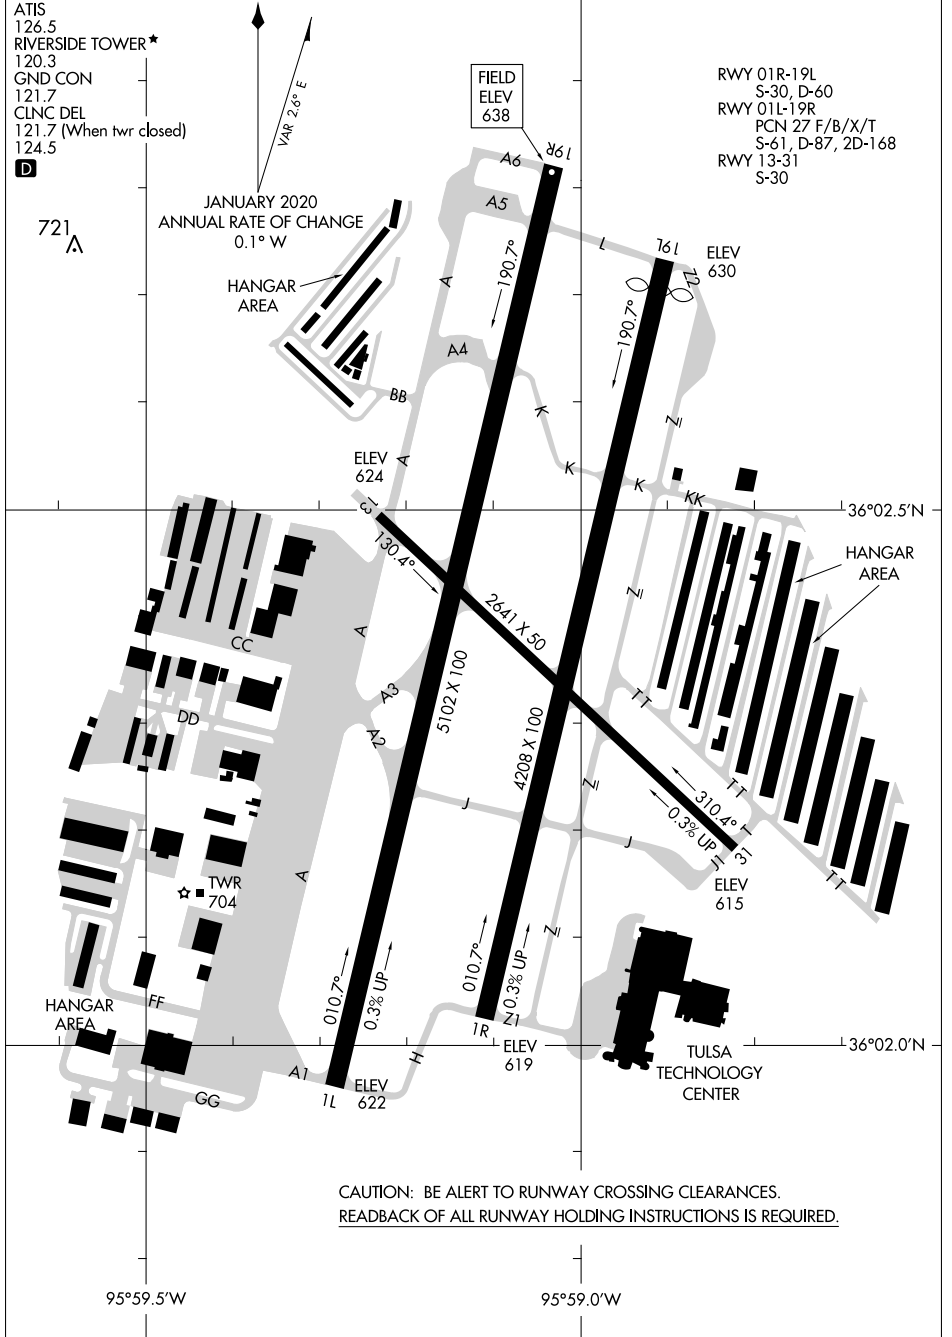 ATIS
126.5
RIVERSIDE TOWER★
120.3
GND CON
121.7
CLNC DEL
121.7 (When twr closed)
124.5
D
VAR 2.6° E
JANUARY 2020
ANNUAL RATE OF CHANGE
0.1° W
721
FIELD
ELEV
638
RWY 01R-19L
S-30, D-60
RWY 01L-19R
PCN 27 F/B/X/T
S-61, D-87, 2D-168
RWY 13-31
S-30
19R
A6
A5
L
19L
ELEV
630
Z2
190.7°
190.7°
HANGAR
AREA
A
A4
BB
K
K
K
KK
Z
A
ELEV
624
13
130.4°
36°02.5'N
HANGAR
AREA
2641 X 50
Z
A
CC
A3
A2
DD
5102 X 100
4208 X 100
TT
TT
TT
Z
J
J
310.4°
0.3% UP
T
JJ
31
ELEV
615
A
TWR
704
Z
010.7°
0.3% UP
010.7°
0.3% UP
HANGAR
AREA
FF
1R
Z1
ELEV
619
H
36°02.0'N
TULSA
TECHNOLOGY
CENTER
A1
1L
ELEV
622
GG
CAUTION: BE ALERT TO RUNWAY CROSSING CLEARANCES.
READBACK OF ALL RUNWAY HOLDING INSTRUCTIONS IS REQUIRED.
95°59.5'W
95°59.0'W